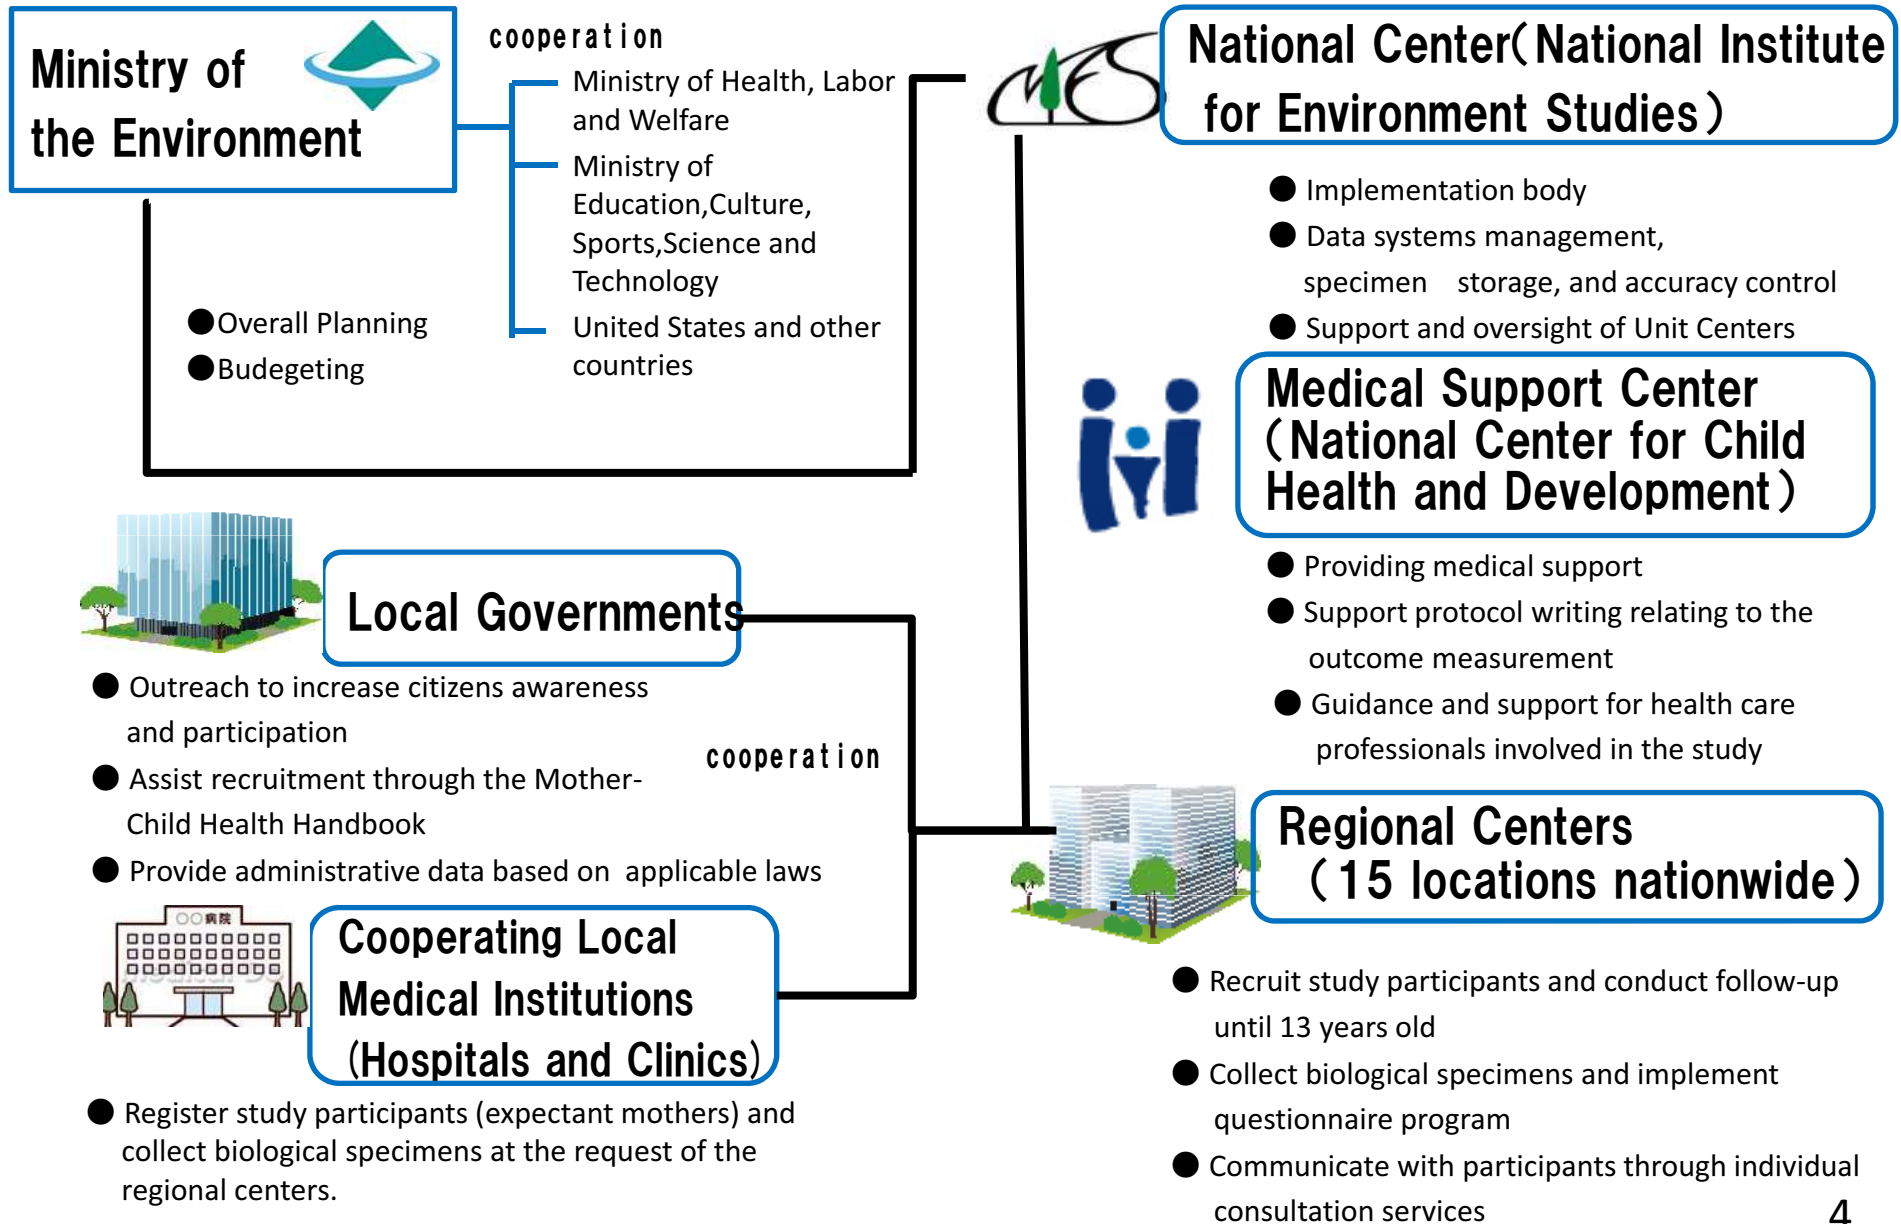 Ministry of
the Environment
cooperation
Ministry of Health, Labor
and Welfare
Ministry of
Education,Culture,
Sports,Science and
Technology
United States and other
countries
●Overall Planning
●Budegeting
National Center(National Institute
for Environment Studies)
● Implementation body
● Data systems management,
specimen storage, and accuracy control
● Support and oversight of Unit Centers
Medical Support Center
(National Center for Child
Health and Development)
● Providing medical support
● Support protocol writing relating to the
outcome measurement
● Guidance and support for health care
professionals involved in the study
Local Governments
● Outreach to increase citizens awareness
and participation
● Assist recruitment through the Mother-
Child Health Handbook
● Provide administrative data based on applicable laws
cooperation
○○病院
Cooperating Local
Medical Institutions
(Hospitals and Clinics)
● Register study participants (expectant mothers) and
collect biological specimens at the request of the
regional centers.
Regional Centers
(15 locations nationwide)
● Recruit study participants and conduct follow-up
until 13 years old
● Collect biological specimens and implement
questionnaire program
● Communicate with participants through individual
consultation services
4